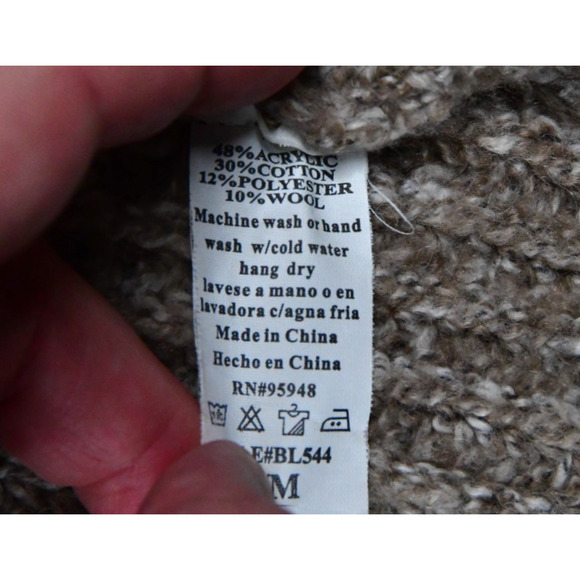 48%ACRYLIC
30%COTTON
12%POLYESTER
10%WOOL
Machine wash or hand
wash w/cold water
hang dry
lavese a mano o en
lavadora c/agna fria
Made in China
Hecho en China
RN#95948
E#BL544
M